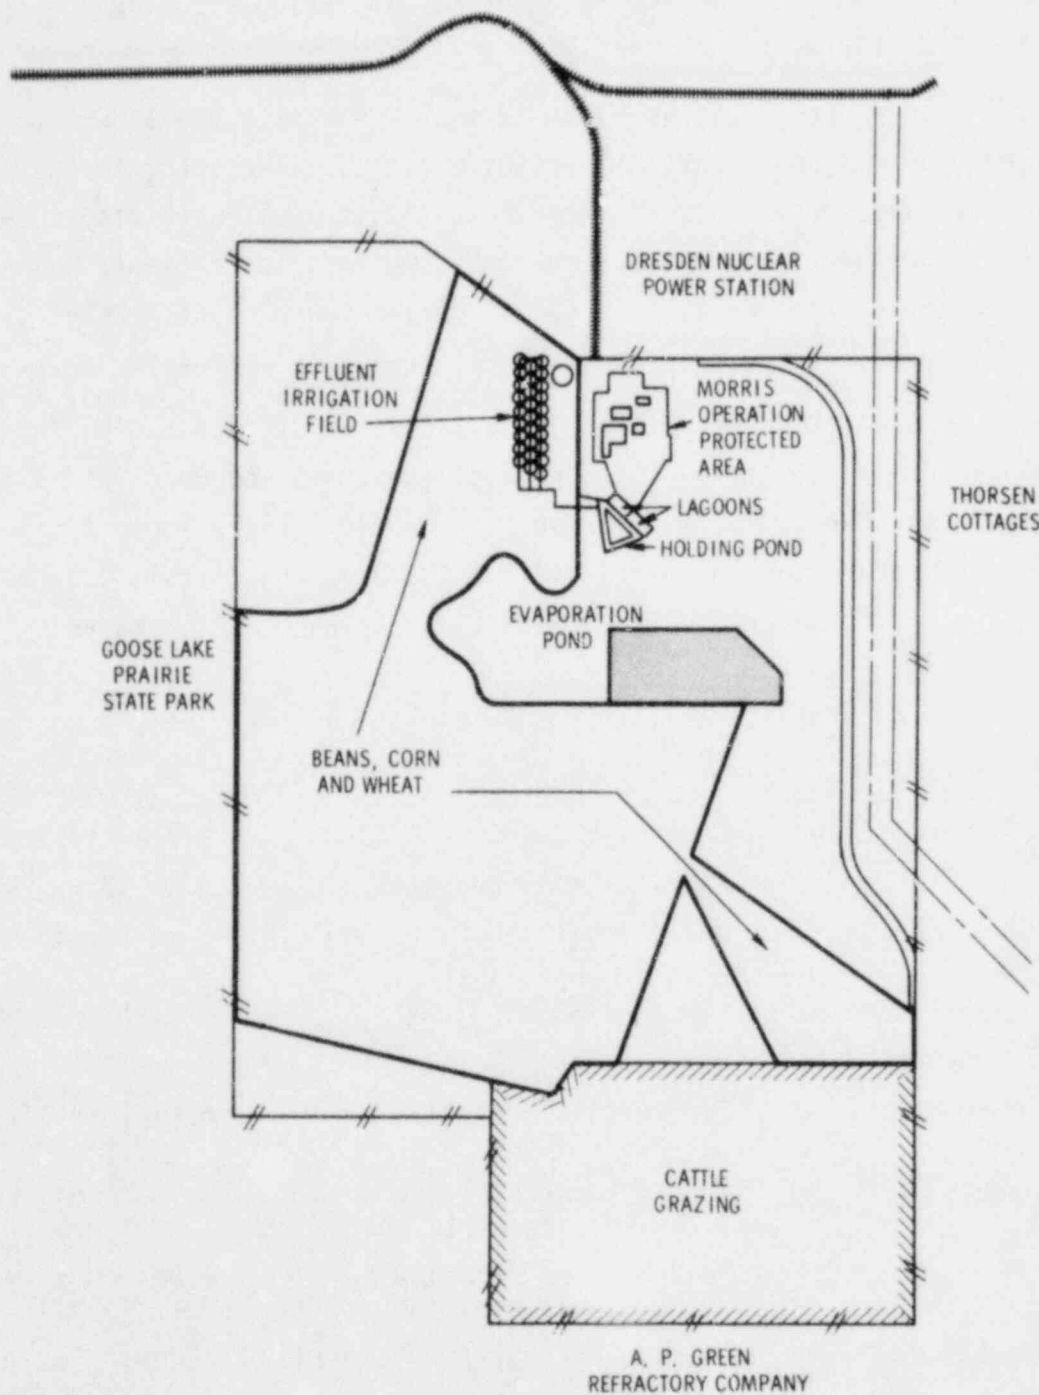 DRESDEN NUCLEAR
POWER STATION
EFFLUENT
IRRIGATION
FIELD
MORRIS
OPERATION
PROTECTED
AREA
LAGOONS
HOLDING POND
THORSEN
COTTAGES
EVAPORATION
POND
GOOSE LAKE
PRAIRIE
STATE PARK
BEANS, CORN
AND WHEAT
CATTLE
GRAZING
A. P. GREEN
REFRACTORY COMPANY